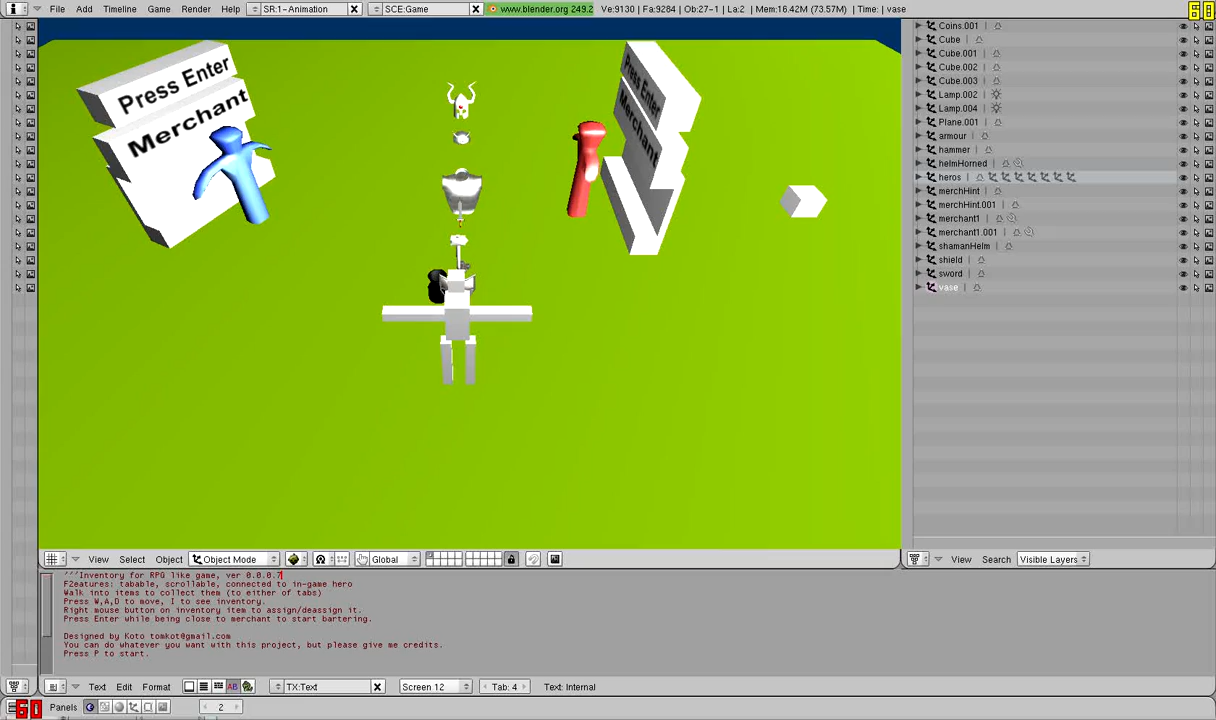 File Add Timeline Game Render Help SR:1-Animation SCE:Game www.blender.org 249.2 Ve:9130 | Fa:9284 | Ob:27-1 | La:2 | Mem:16.42M (73.57M) | Time: | vase
60
Press Enter
Merchant
Press Enter
Merchant
Coins.001
Cube
Cube.001
Cube.002
Cube.003
Lamp.002
Lamp.004
Plane.001
armour
hammer
helmHorned
heros
merchHint
merchHint.001
merchant1
merchant1.001
shamanHelm
shield
sword
vase
View Select Object Object Mode Global
View Search Visible Layers
'''Inventory for RPG like game, ver 0.0.0.7
F2eatures: tabable, scrollable, connected to in-game hero
Walk into items to collect them (to either of tabs)
Press W,A,D to move, I to see inventory.
Right mouse button on inventory item to assign/deassign it.
Press Enter while being close to merchant to start bartering.
Designed by Koto tomkot@gmail.com
You can do whatever you want with this project, but please give me credits.
Press P to start.
Text Edit Format AB TX:Text Screen 12 Tab: 4 Text: Internal
60 Panels 2